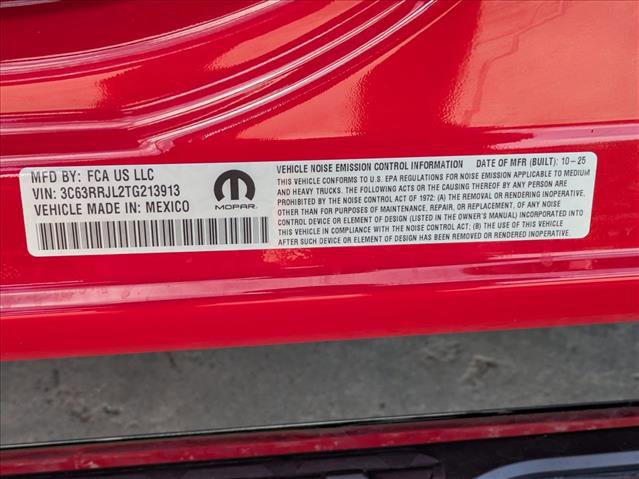 MFD BY: FCA US LLC
VIN: 3C63RRJL2TG213913
VEHICLE MADE IN: MEXICO
MOPAR
VEHICLE NOISE EMISSION CONTROL INFORMATION DATE OF MFR (BUILT): 10-25
THIS VEHICLE CONFORMS TO U.S. EPA REGULATIONS FOR NOISE EMISSION APPLICABLE TO MEDIUM
AND HEAVY TRUCKS. THE FOLLOWING ACTS OR THE CAUSING THEREOF BY ANY PERSON ARE PROHIBITED
BY THE NOISE CONTROL ACT OF 1972: (A) THE REMOVAL OR RENDERING INOPERATIVE,
OTHER THAN FOR PURPOSES OF MAINTENANCE, REPAIR, OR REPLACEMENT, OF ANY NOISE
CONTROL DEVICE OR ELEMENT OF DESIGN (LISTED IN THE OWNER'S MANUAL) INCORPORATED INTO
THIS VEHICLE IN COMPLIANCE WITH THE NOISE CONTROL ACT; (B) THE USE OF THIS VEHICLE
AFTER SUCH DEVICE OR ELEMENT OF DESIGN HAS BEEN REMOVED OR RENDERED INOPERATIVE.